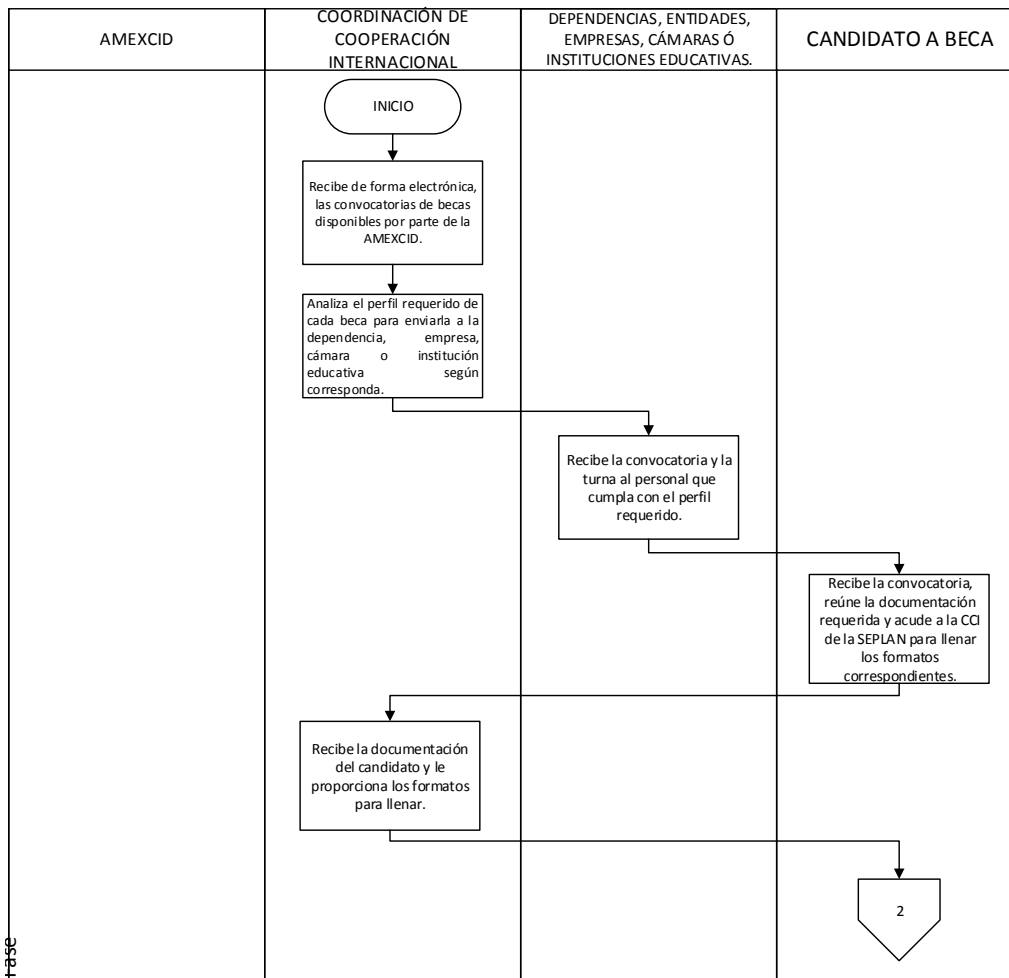 AMEXCID
COORDINACIÓN DE
COOPERACIÓN
INTERNACIONAL
DEPENDENCIAS, ENTIDADES,
EMPRESAS, CÁMARAS Ó
INSTITUCIONES EDUCATIVAS.
CANDIDATO A BECA
INICIO
Recibe de forma electrónica,
las convocatorias de becas
disponibles por parte de la
AMEXCID.
Analiza el perfil requerido de
cada beca para enviarla a la
dependencia, empresa,
cámara o institución
educativa según
corresponda.
Recibe la convocatoria y la
turna al personal que
cumpla con el perfil
requerido.
Recibe la convocatoria,
reúne la documentación
requerida y acude a la CCI
de la SEPLAN para llenar
los formatos
correspondientes.
Recibe la documentación
del candidato y le
proporciona los formatos
para llenar.
2